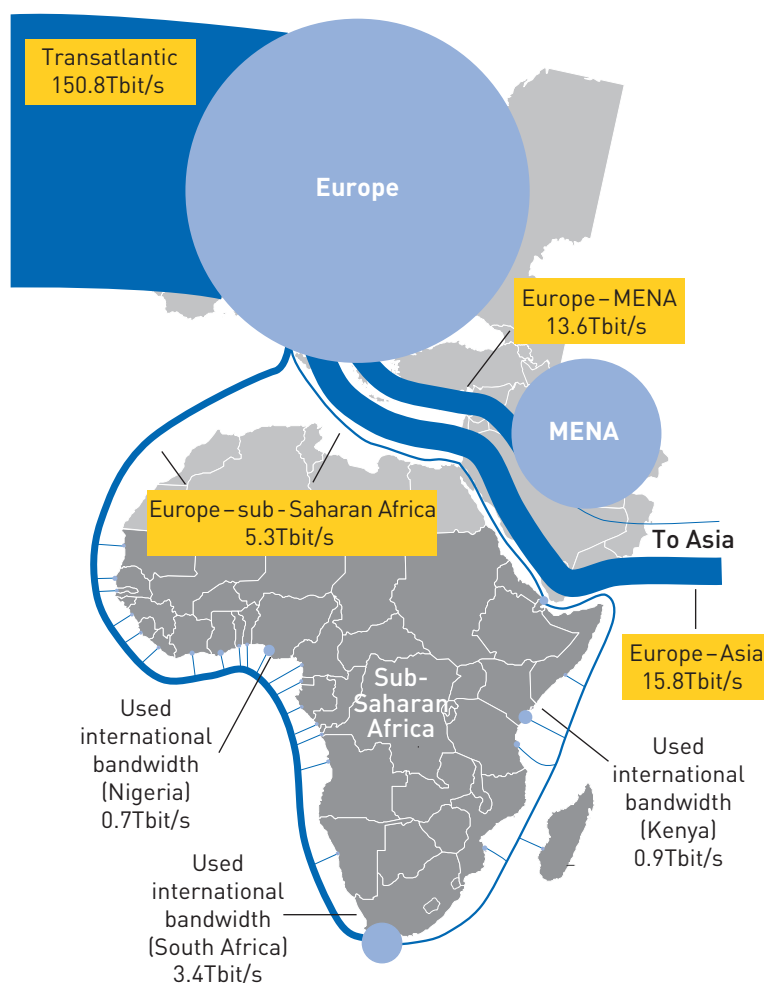 Transatlantic
150.8Tbit/s
Europe
Europe–MENA
13.6Tbit/s
MENA
Europe–sub-Saharan Africa
5.3Tbit/s
To Asia
Europe–Asia
15.8Tbit/s
Sub-
Saharan
Africa
Used
international
bandwidth
(Nigeria)
0.7Tbit/s
Used
international
bandwidth
(Kenya)
0.9Tbit/s
Used
international
bandwidth
(South Africa)
3.4Tbit/s